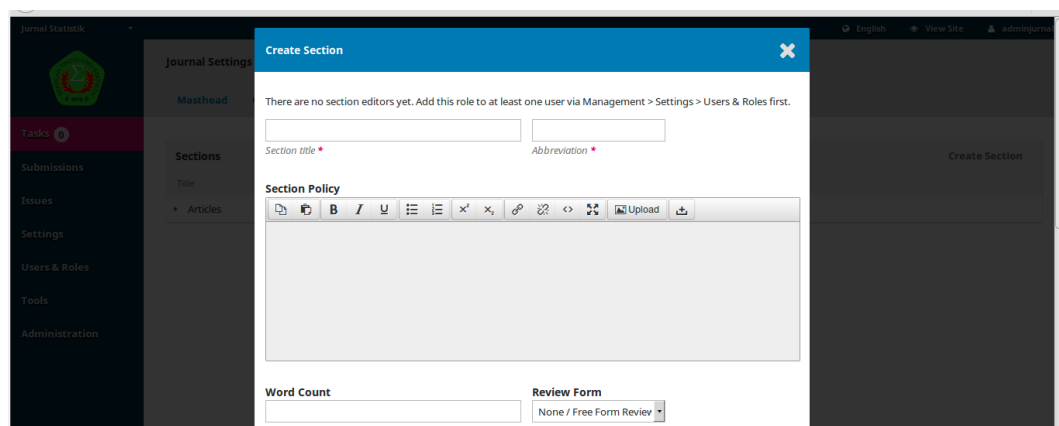 Jurnal Statistik
English View Site adminjurnal
Create Section
Journal Settings
Masthead
There are no section editors yet. Add this role to at least one user via Management > Settings > Users & Roles first.
Tasks 0
Section title * Abbreviation *
Sections Create Section
Submissions
Title
Section Policy
Issues
Articles
B I U x² x₂ Upload
Settings
Users & Roles
Tools
Administration
Word Count Review Form
None / Free Form Review